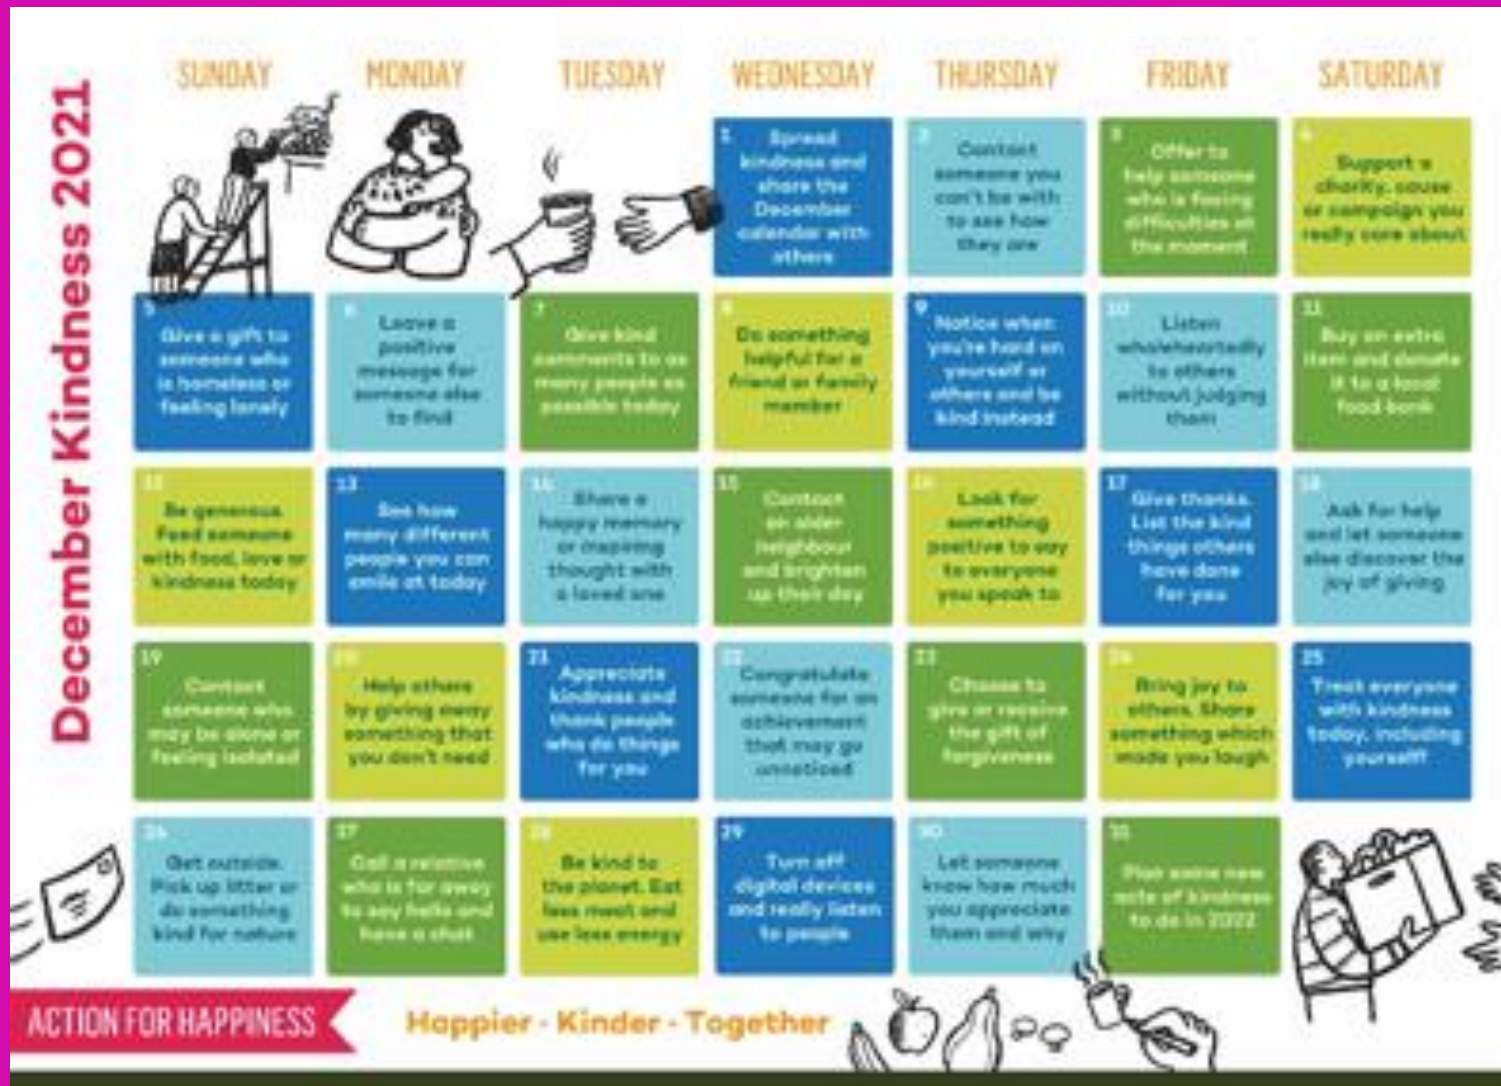 December Kindness 2021
SUNDAY MONDAY TUESDAY WEDNESDAY THURSDAY FRIDAY SATURDAY
1 Spread
kindness and
share the
December
calendar with
others
2 Contact
someone you
can't be with
to see how
they are
3 Offer to
help someone
who is facing
difficulties at
the moment
4 Support a
charity, cause
or campaign you
really care about
5 Give a gift to
someone who
is homeless or
feeling lonely
6 Leave a
positive
message for
someone else
to find
7 Give kind
comments to as
many people as
possible today
8 Do something
helpful for a
friend or family
member
9 Notice when
you're hard on
yourself or
others and be
kind instead
10 Listen
wholeheartedly
to others
without judging
them
11 Buy an extra
item and donate
it to a local
food bank
12 Be generous.
Feed someone
with food, love or
kindness today
13 See how
many different
people you can
smile at today
14 Share a
happy memory
or inspiring
thought with
a loved one
15 Contact
an older
neighbour
and brighten
up their day
16 Look for
something
positive to say
to everyone
you speak to
17 Give thanks.
List the kind
things others
have done
for you
18 Ask for help
and let someone
else discover the
joy of giving
19 Contact
someone who
may be alone or
feeling isolated
20 Help others
by giving away
something that
you don't need
21 Appreciate
kindness and
thank people
who do things
for you
22 Congratulate
someone for an
achievement
that may go
unnoticed
23 Choose to
give or receive
the gift of
forgiveness
24 Bring joy to
others. Share
something which
made you laugh
25 Treat everyone
with kindness
today, including
yourself!
26 Get outside.
Pick up litter or
do something
kind for nature
27 Call a relative
who is far away
to say hello and
have a chat
28 Be kind to
the planet. Eat
less meat and
use less energy
29 Turn off
digital devices
and really listen
to people
30 Let someone
know how much
you appreciate
them and why
31 Plan some new
acts of kindness
to do in 2022
ACTION FOR HAPPINESS
Happier · Kinder · Together